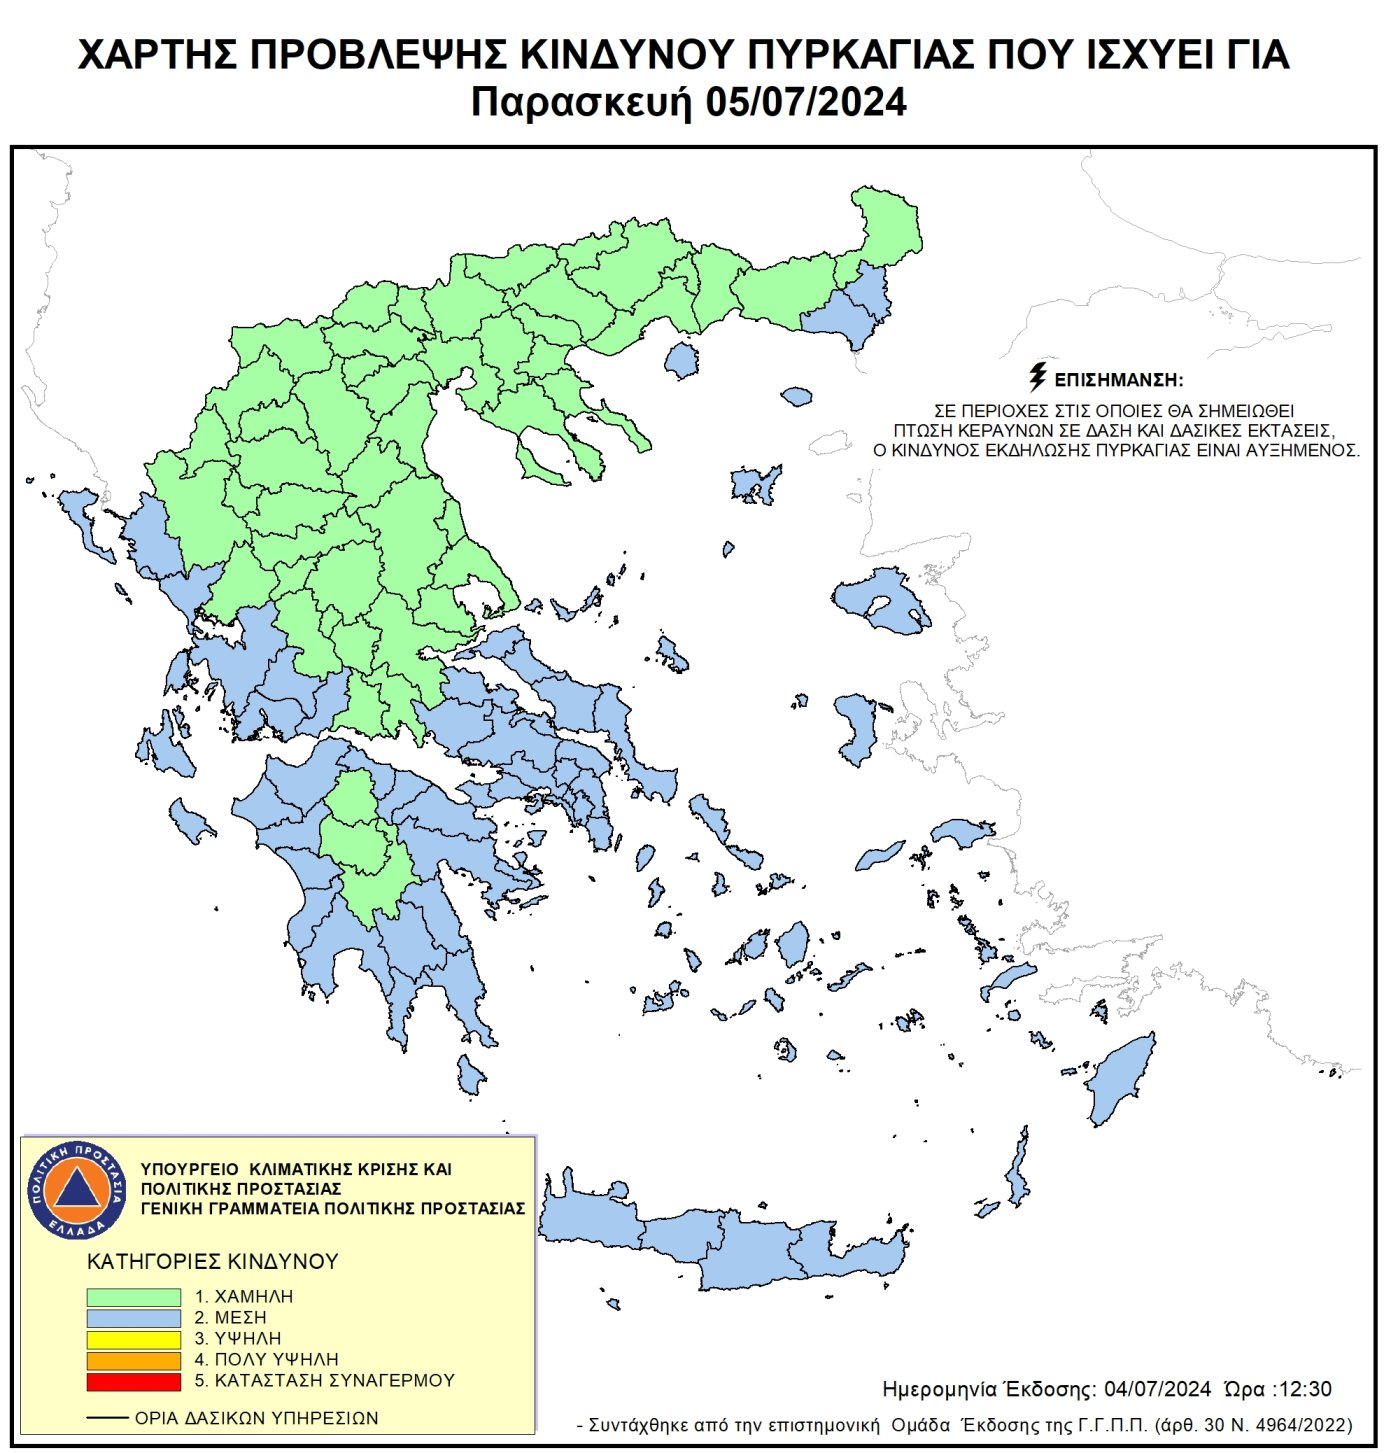 ΧΑΡΤΗΣ ΠΡΟΒΛΕΨΗΣ ΚΙΝΔΥΝΟΥ ΠΥΡΚΑΓΙΑΣ ΠΟΥ ΙΣΧΥΕΙ ΓΙΑ
Παρασκευή 05/07/2024
ΕΠΙΣΗΜΑΝΣΗ:
ΣΕ ΠΕΡΙΟΧΕΣ ΣΤΙΣ ΟΠΟΙΕΣ ΘΑ ΣΗΜΕΙΩΘΕΙ
ΠΤΩΣΗ ΚΕΡΑΥΝΩΝ ΣΕ ΔΑΣΗ ΚΑΙ ΔΑΣΙΚΕΣ ΕΚΤΑΣΕΙΣ,
Ο ΚΙΝΔΥΝΟΣ ΕΚΔΗΛΩΣΗΣ ΠΥΡΚΑΓΙΑΣ ΕΙΝΑΙ ΑΥΞΗΜΕΝΟΣ.
ΠΟΛΙΤΙΚΗ ΠΡΟΣΤΑΣΙΑ
ΕΛΛΑΔΑ
ΥΠΟΥΡΓΕΙΟ ΚΛΙΜΑΤΙΚΗΣ ΚΡΙΣΗΣ ΚΑΙ
ΠΟΛΙΤΙΚΗΣ ΠΡΟΣΤΑΣΙΑΣ
ΓΕΝΙΚΗ ΓΡΑΜΜΑΤΕΙΑ ΠΟΛΙΤΙΚΗΣ ΠΡΟΣΤΑΣΙΑΣ
ΚΑΤΗΓΟΡΙΕΣ ΚΙΝΔΥΝΟΥ
1. ΧΑΜΗΛΗ
2. ΜΕΣΗ
3. ΥΨΗΛΗ
4. ΠΟΛΥ ΥΨΗΛΗ
5. ΚΑΤΑΣΤΑΣΗ ΣΥΝΑΓΕΡΜΟΥ
ΟΡΙΑ ΔΑΣΙΚΩΝ ΥΠΗΡΕΣΙΩΝ
Ημερομηνία Έκδοσης: 04/07/2024 Ώρα :12:30
- Συντάχθηκε από την επιστημονική Ομάδα Έκδοσης της Γ.Γ.Π.Π. (άρθ. 30 Ν. 4964/2022)